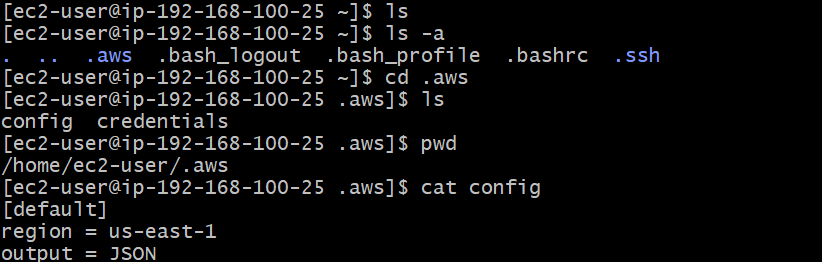 [ec2-user@ip-192-168-100-25 ~]$ ls
[ec2-user@ip-192-168-100-25 ~]$ ls -a
.  ..  .aws  .bash_logout  .bash_profile  .bashrc  .ssh
[ec2-user@ip-192-168-100-25 ~]$ cd .aws
[ec2-user@ip-192-168-100-25 .aws]$ ls
config  credentials
[ec2-user@ip-192-168-100-25 .aws]$ pwd
/home/ec2-user/.aws
[ec2-user@ip-192-168-100-25 .aws]$ cat config
[default]
region = us-east-1
output = JSON